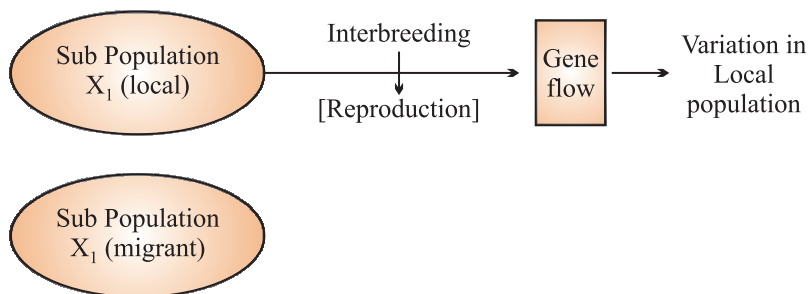 Sub Population
X₁ (local)
Interbreeding
[Reproduction]
Gene
flow
Variation in
Local
population
Sub Population
X₁ (migrant)